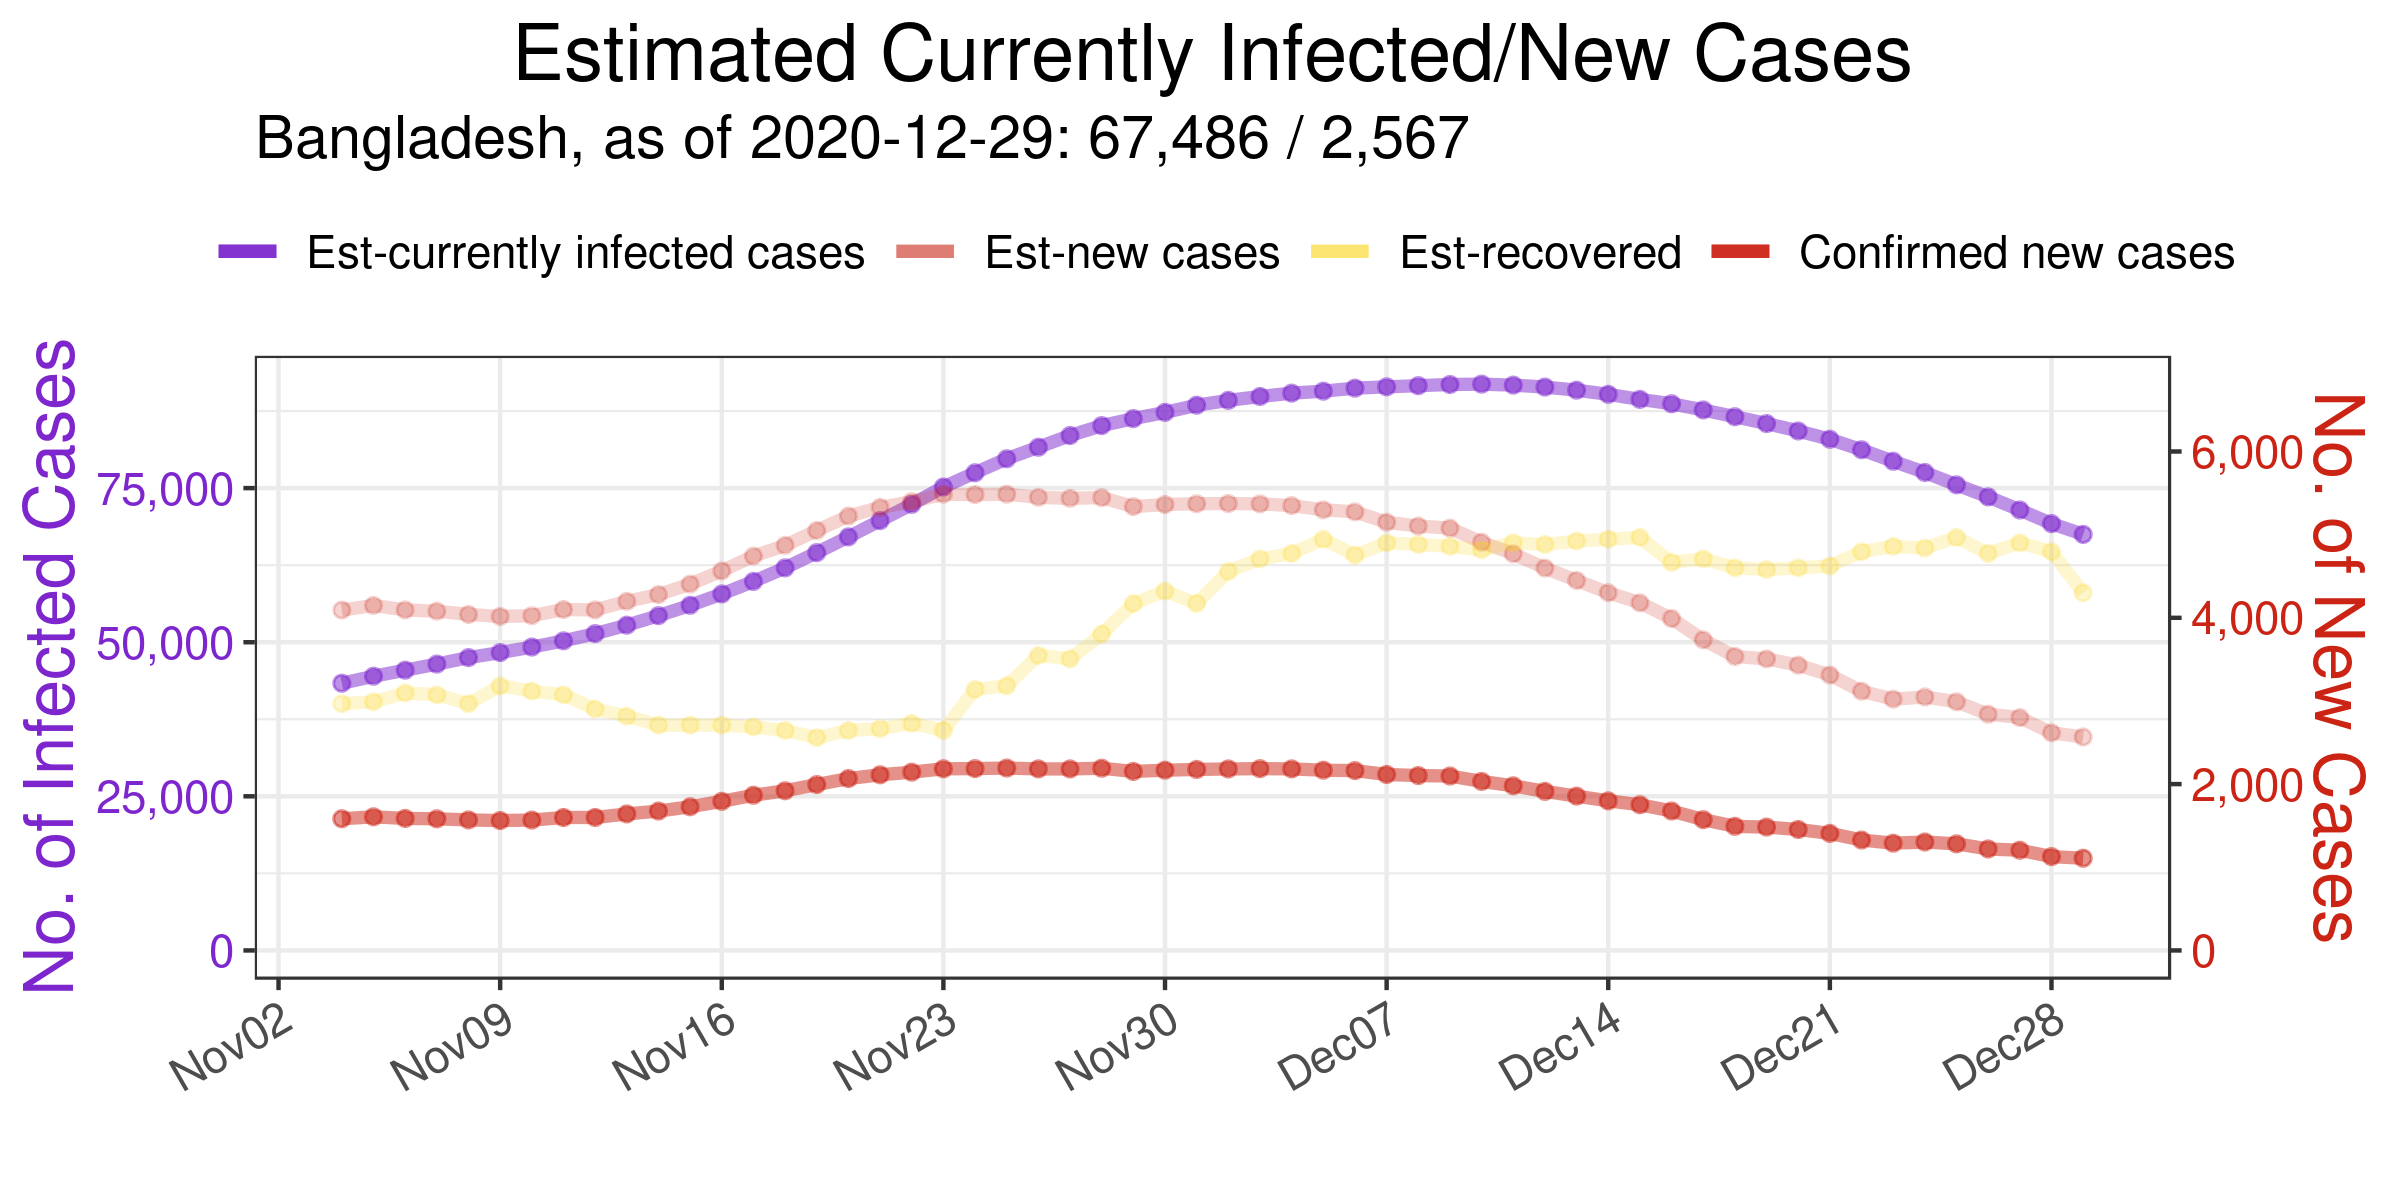 Estimated Currently Infected/New Cases
Bangladesh, as of 2020-12-29: 67,486 / 2,567
Est-currently infected cases Est-new cases Est-recovered Confirmed new cases
No. of Infected Cases
75,000
50,000
25,000
0
No. of New Cases
6,000
4,000
2,000
0
Nov02 Nov09 Nov16 Nov23 Nov30 Dec07 Dec14 Dec21 Dec28